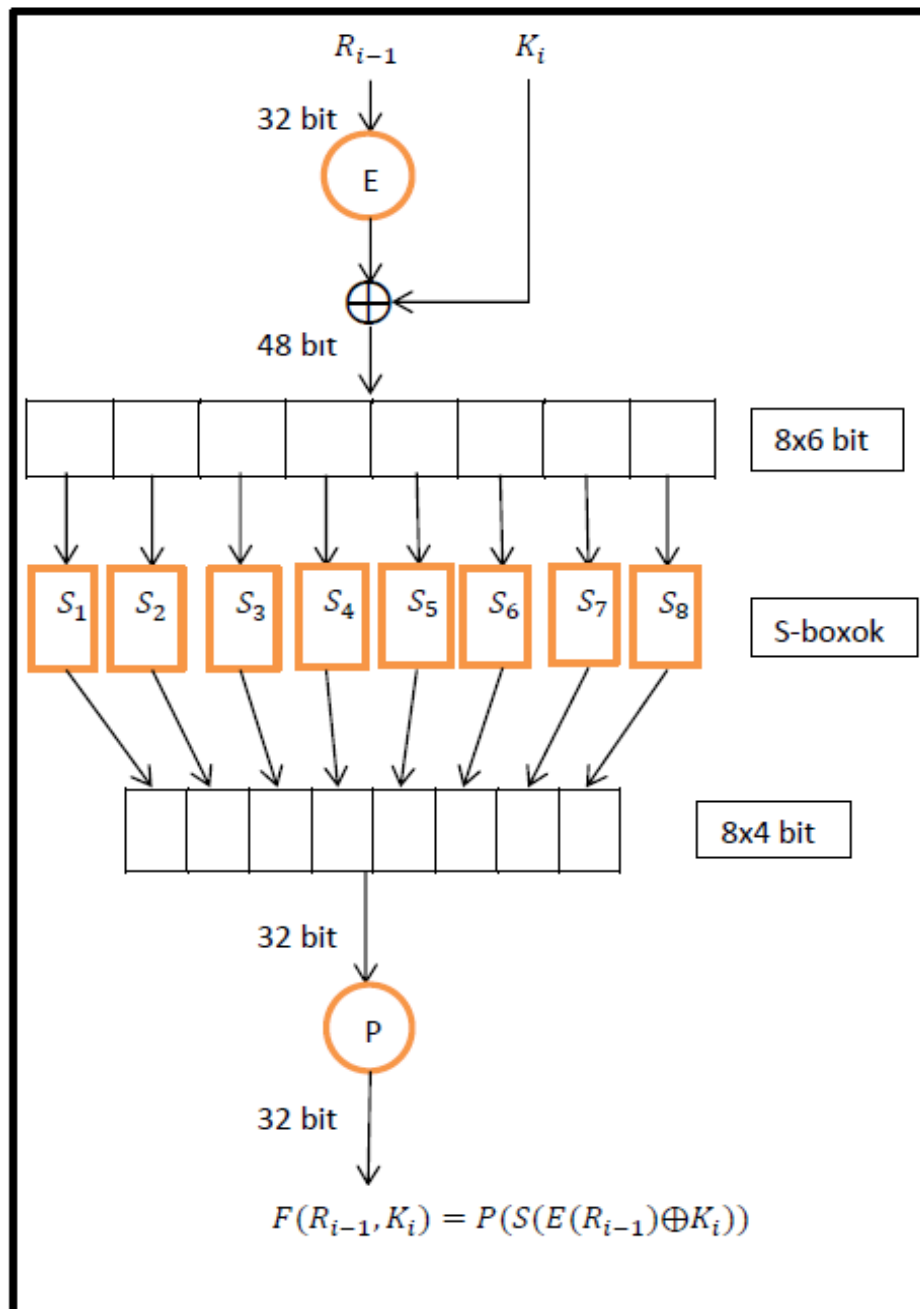 R_{i−1} K_i
32 bit
E
⊕
48 bit
8x6 bit
S_1 S_2 S_3 S_4 S_5 S_6 S_7 S_8
S-boxok
8x4 bit
32 bit
P
32 bit
F(R_{i−1}, K_i) = P(S(E(R_{i−1})⊕K_i))